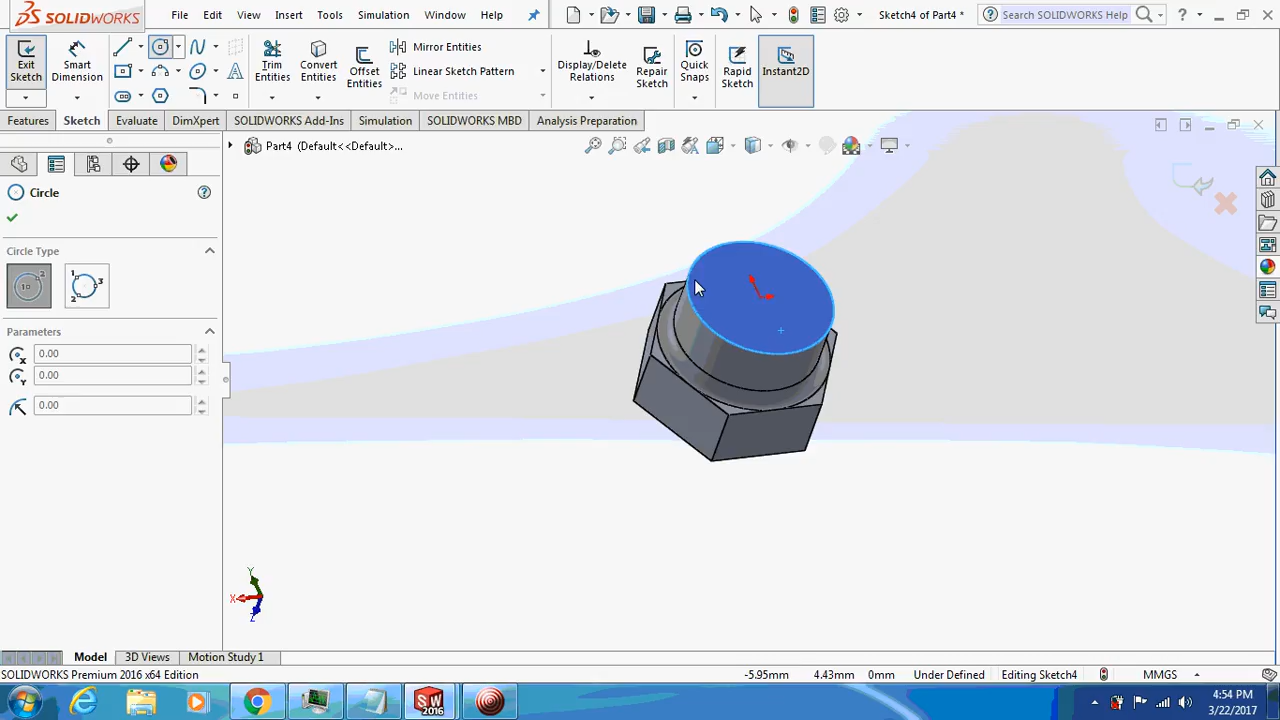 SOLIDWORKS File Edit View Insert Tools Simulation Window Help Sketch4 of Part4 * Search SOLIDWORKS Help
Exit Sketch
Smart Dimension
Trim Entities
Convert Entities
Offset Entities
Mirror Entities
Linear Sketch Pattern
Move Entities
Display/Delete Relations
Repair Sketch
Quick Snaps
Rapid Sketch
Instant2D
Features Sketch Evaluate DimXpert SOLIDWORKS Add-Ins Simulation SOLIDWORKS MBD Analysis Preparation
Part4 (Default<<Default>...
Circle
Circle Type
Parameters
0.00
0.00
0.00
Y
X
Z
Model 3D Views Motion Study 1
SOLIDWORKS Premium 2016 x64 Edition -5.95mm 4.43mm 0mm Under Defined Editing Sketch4 MMGS
SW 2016
4:54 PM
3/22/2017